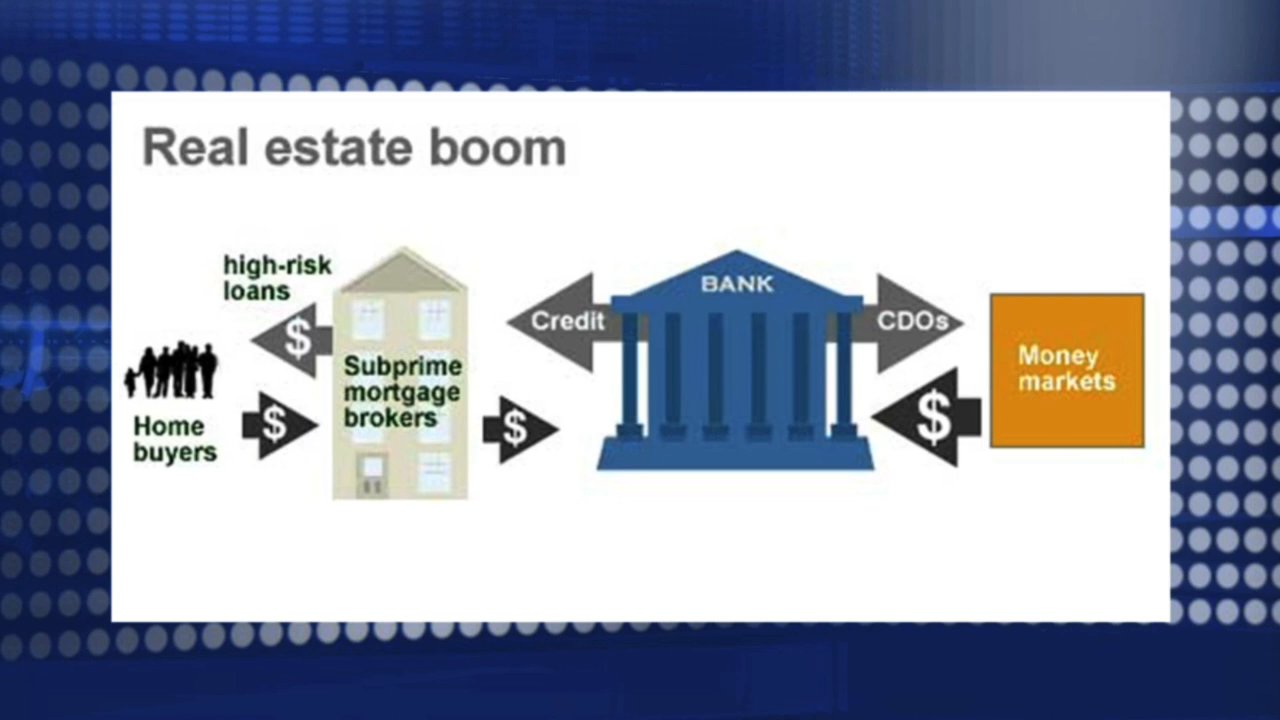 Real estate boom
high-risk
loans
$
Home
buyers
$
Subprime
mortgage
brokers
$
Credit
BANK
CDOs
$
Money
markets